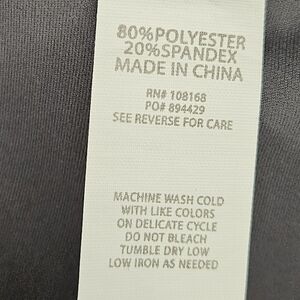 80%POLYESTER
20%SPANDEX
MADE IN CHINA
RN# 108168
PO# 894429
SEE REVERSE FOR CARE
MACHINE WASH COLD
WITH LIKE COLORS
ON DELICATE CYCLE
DO NOT BLEACH
TUMBLE DRY LOW
LOW IRON AS NEEDED